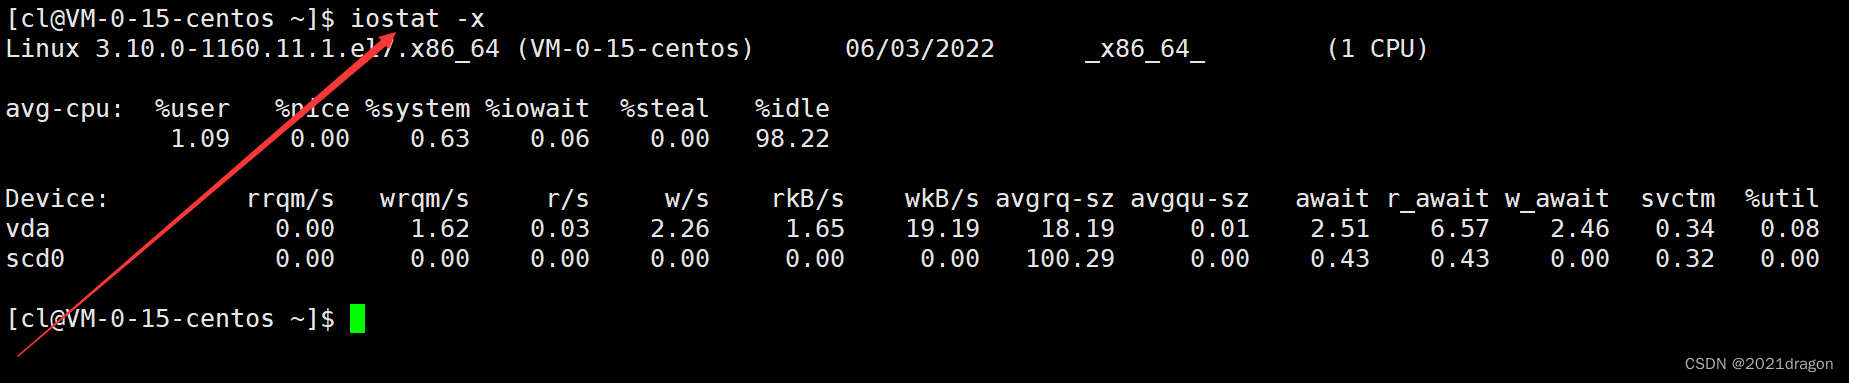 [cl@VM-0-15-centos ~]$ iostat -x
Linux 3.10.0-1160.11.1.el7.x86_64 (VM-0-15-centos) 06/03/2022 _x86_64_ (1 CPU)
avg-cpu: %user %nice %system %iowait %steal %idle
1.09 0.00 0.63 0.06 0.00 98.22
Device: rrqm/s wrqm/s r/s w/s rkB/s wkB/s avgrq-sz avgqu-sz await r_await w_await svctm %util
vda 0.00 1.62 0.03 2.26 1.65 19.19 18.19 0.01 2.51 6.57 2.46 0.34 0.08
scd0 0.00 0.00 0.00 0.00 0.00 0.00 100.29 0.00 0.43 0.43 0.00 0.32 0.00
[cl@VM-0-15-centos ~]$
CSDN @2021dragon